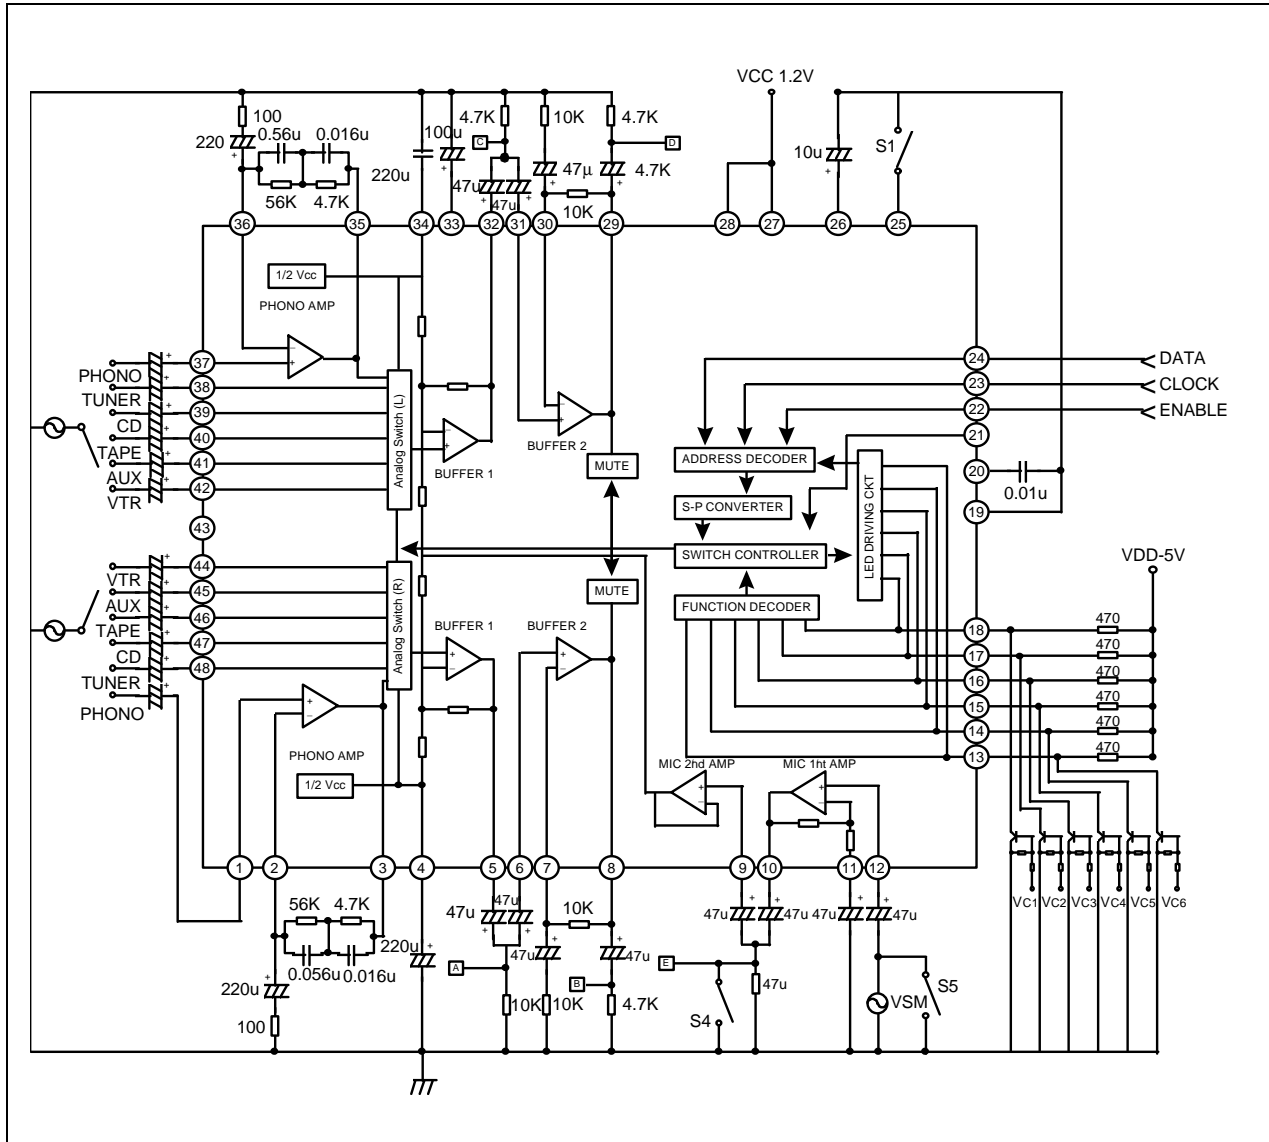 VCC 1.2V
100
220
0.56u
0.016u
56K
4.7K
100u
220u
4.7K
C
47u
47u
10K
47µ
10K
4.7K
D
4.7K
10u
S1
36
35
34
33
32
31
30
29
28
27
26
25
1/2 Vcc
PHONO AMP
37
PHONO
38
TUNER
39
CD
40
TAPE
41
AUX
42
VTR
43
44
VTR
45
AUX
46
TAPE
47
CD
48
TUNER
PHONO
Analog Switch (L)
Analog Switch (R)
BUFFER 1
BUFFER 2
MUTE
MUTE
BUFFER 1
BUFFER 2
PHONO AMP
1/2 Vcc
ADDRESS DECODER
S-P CONVERTER
SWITCH CONTROLLER
FUNCTION DECODER
LED DRIVING CKT
24
DATA
23
CLOCK
22
ENABLE
21
20
0.01u
19
VDD-5V
18
470
17
470
16
470
15
470
14
470
13
470
MIC 2hd AMP
MIC 1ht AMP
1
2
3
4
5
6
7
8
9
10
11
12
VC1
VC2
VC3
VC4
VC5
VC6
56K
4.7K
0.056u
0.016u
220u
100
220u
47u
47u
A
10K
47u
10K
10K
B
47u
4.7K
47u
47u
E
S4
47u
47u
47u
VSM
S5